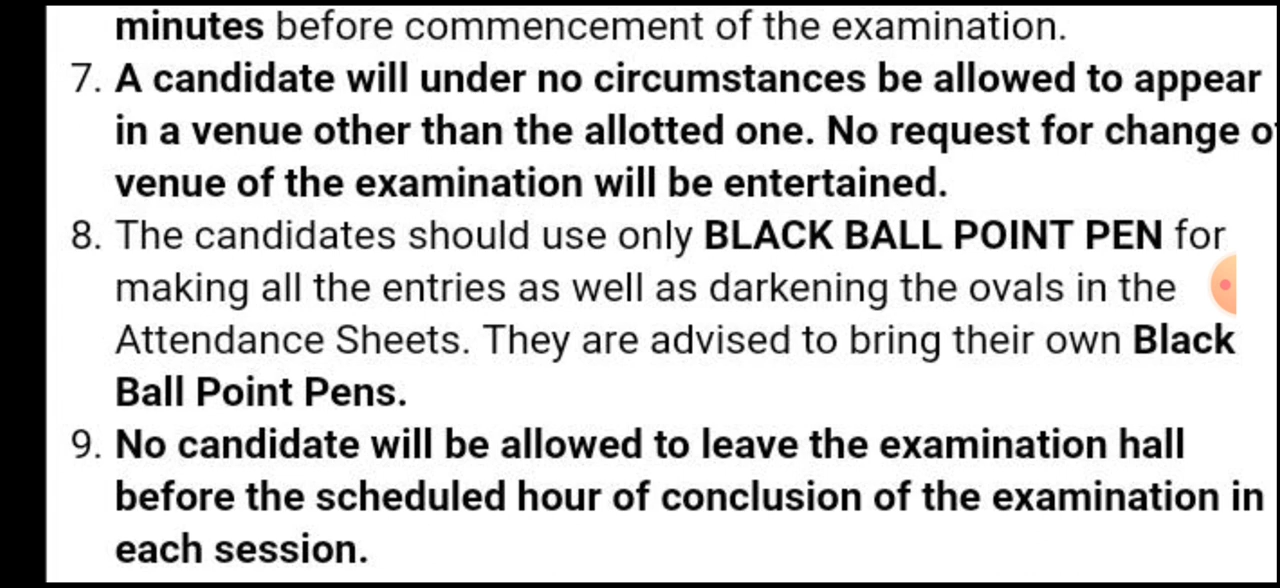 minutes before commencement of the examination.
7. A candidate will under no circumstances be allowed to appear
in a venue other than the allotted one. No request for change of
venue of the examination will be entertained.
8. The candidates should use only BLACK BALL POINT PEN for
making all the entries as well as darkening the ovals in the
Attendance Sheets. They are advised to bring their own Black
Ball Point Pens.
9. No candidate will be allowed to leave the examination hall
before the scheduled hour of conclusion of the examination in
each session.